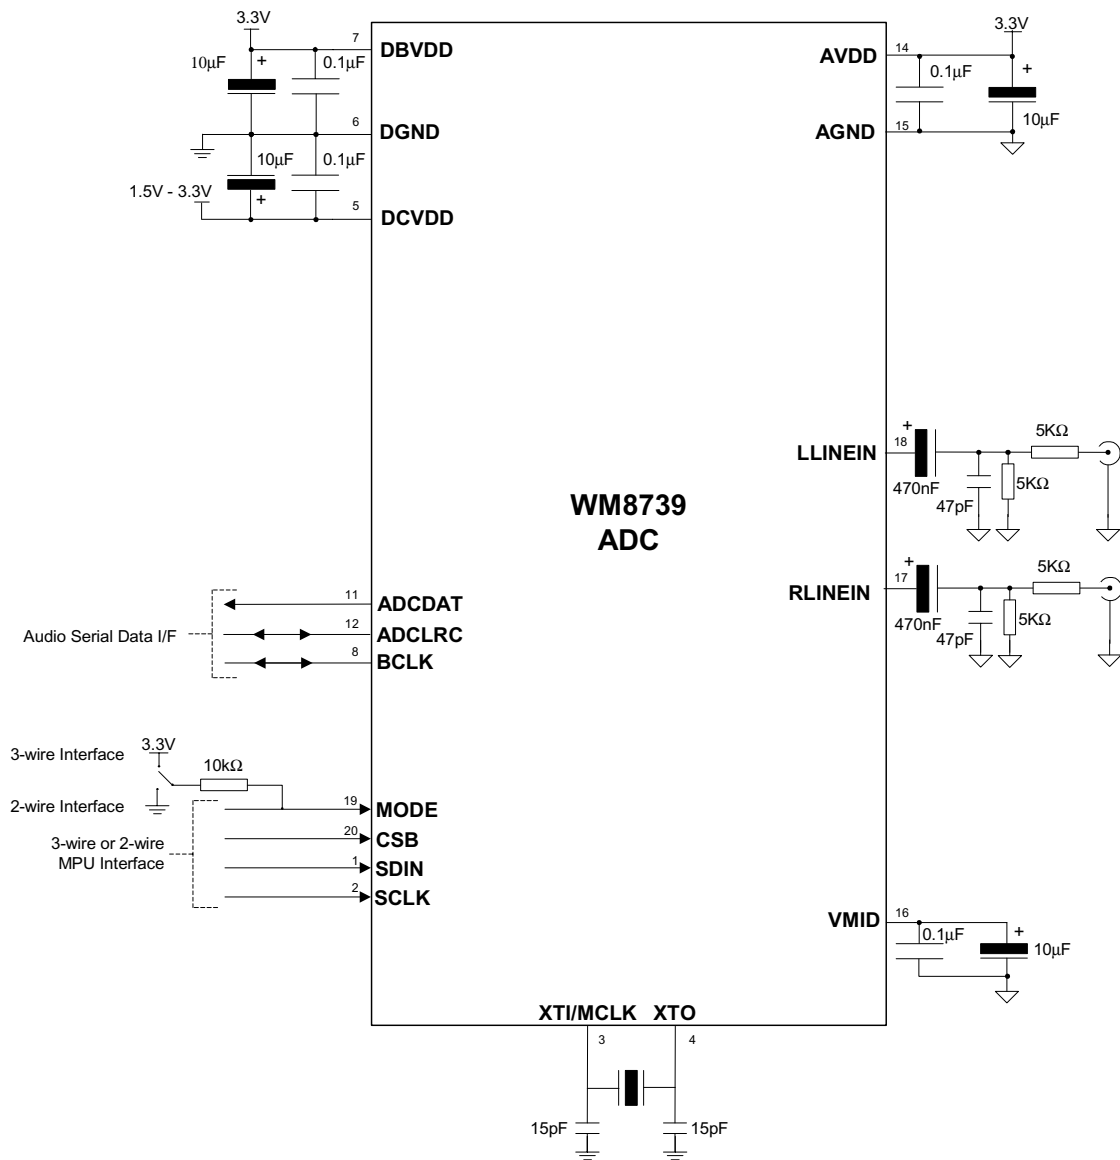 3.3V
7
DBVDD
10μF
+
0.1μF
6
DGND
10μF
0.1μF
1.5V - 3.3V
+
5
DCVDD
3.3V
14
AVDD
0.1μF
+
10μF
15
AGND
WM8739
ADC
LLINEIN
18
+
470nF
47pF
5KΩ
5KΩ
RLINEIN
17
+
470nF
47pF
5KΩ
5KΩ
Audio Serial Data I/F
11
ADCDAT
12
ADCLRC
8
BCLK
3-wire Interface
3.3V
10kΩ
2-wire Interface
19
MODE
3-wire or 2-wire
MPU Interface
20
CSB
1
SDIN
2
SCLK
VMID
16
0.1μF
+
10μF
XTI/MCLK
XTO
3
4
15pF
15pF